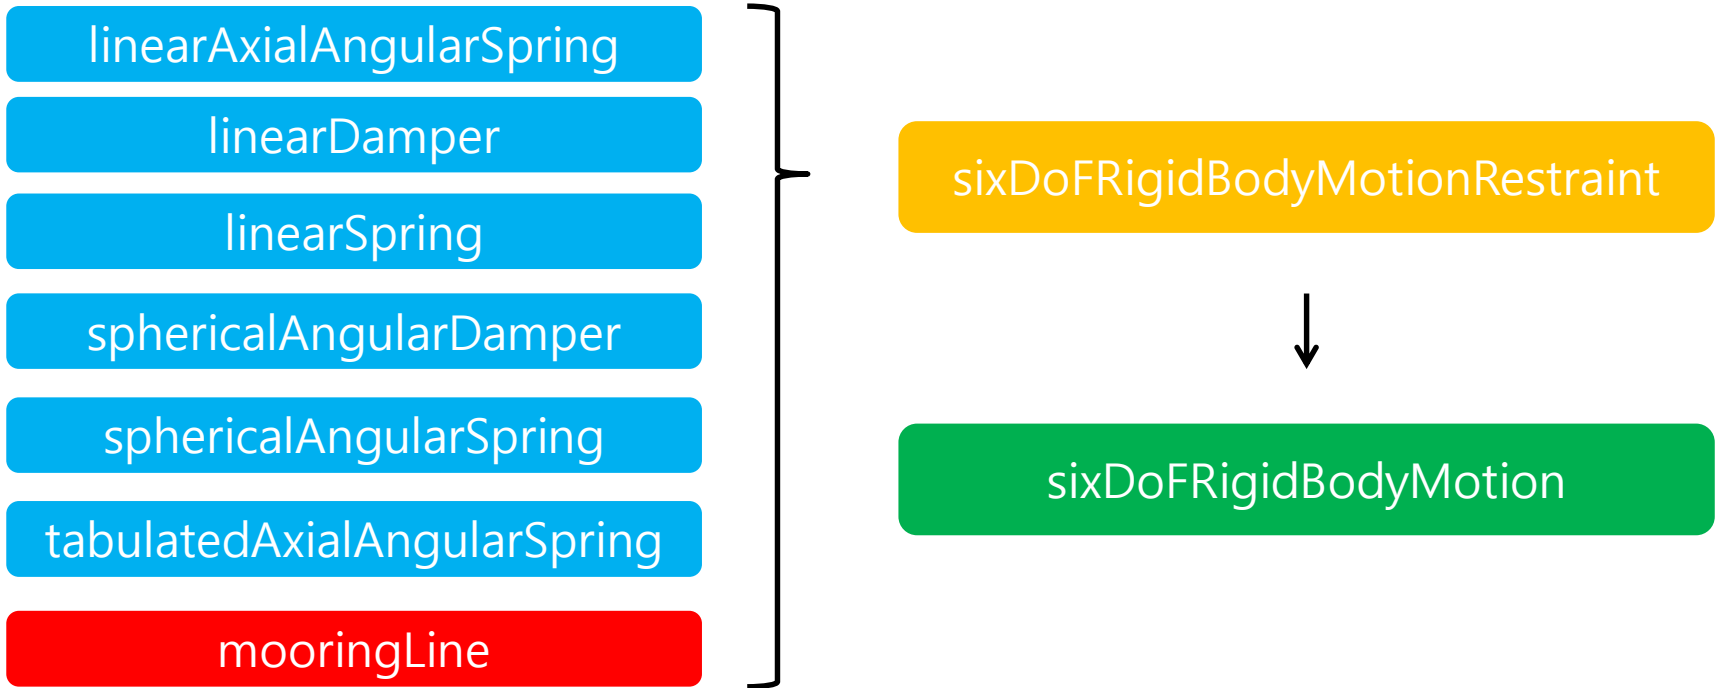 linearAxialAngularSpring
linearDamper
linearSpring
sphericalAngularDamper
sphericalAngularSpring
tabulatedAxialAngularSpring
mooringLine
sixDoFRigidBodyMotionRestraint
sixDoFRigidBodyMotion